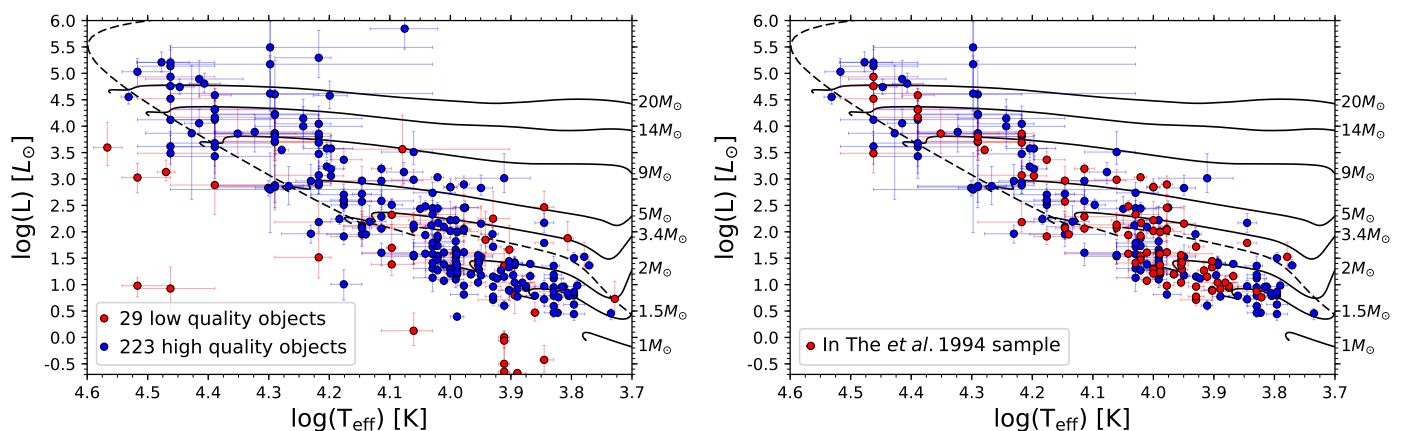 log(L) [L⊙]
6.0
5.5
5.0
4.5
4.0
3.5
3.0
2.5
2.0
1.5
1.0
0.5
0.0
-0.5
20M⊙
14M⊙
9M⊙
5M⊙
3.4M⊙
2M⊙
1.5M⊙
1M⊙
29 low quality objects
223 high quality objects
4.6 4.5 4.4 4.3 4.2 4.1 4.0 3.9 3.8 3.7
log(Teff) [K]
log(L) [L⊙]
6.0
5.5
5.0
4.5
4.0
3.5
3.0
2.5
2.0
1.5
1.0
0.5
0.0
-0.5
20M⊙
14M⊙
9M⊙
5M⊙
3.4M⊙
2M⊙
1.5M⊙
1M⊙
In The et al. 1994 sample
4.6 4.5 4.4 4.3 4.2 4.1 4.0 3.9 3.8 3.7
log(Teff) [K]